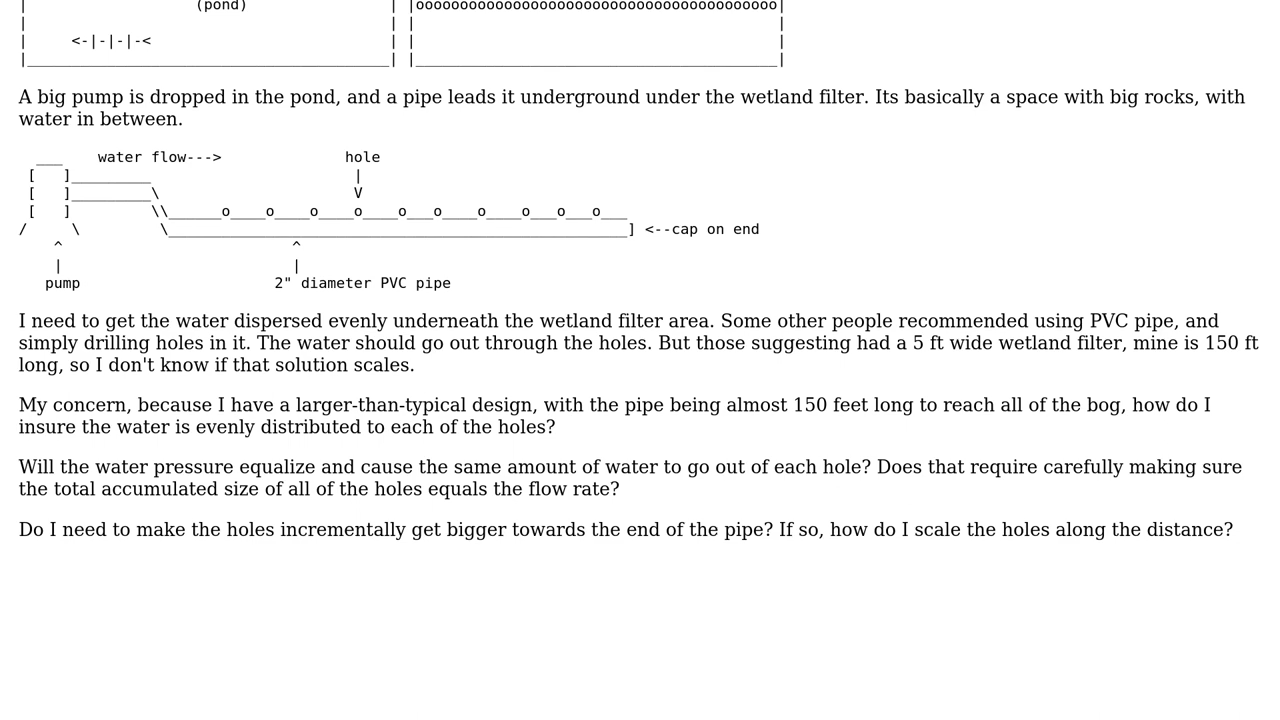 |                   (pond)                | |ooooooooooooooooooooooooooooooooooooooooo|
|                                         | |                                         |
|     <-|-|-|-<                           | |                                         |
|_________________________________________| |_________________________________________|
A big pump is dropped in the pond, and a pipe leads it underground under the wetland filter. Its basically a space with big rocks, with
water in between.
  ___    water flow--->              hole
 [   ]_________                       |
 [   ]_________\                      V
 [   ]         \\______o____o____o____o____o___o____o____o___o___o___
/     \         \____________________________________________________] <--cap on end
    ^                          ^
    |                          |
   pump                      2" diameter PVC pipe
I need to get the water dispersed evenly underneath the wetland filter area. Some other people recommended using PVC pipe, and
simply drilling holes in it. The water should go out through the holes. But those suggesting had a 5 ft wide wetland filter, mine is 150 ft
long, so I don't know if that solution scales.
My concern, because I have a larger-than-typical design, with the pipe being almost 150 feet long to reach all of the bog, how do I
insure the water is evenly distributed to each of the holes?
Will the water pressure equalize and cause the same amount of water to go out of each hole? Does that require carefully making sure
the total accumulated size of all of the holes equals the flow rate?
Do I need to make the holes incrementally get bigger towards the end of the pipe? If so, how do I scale the holes along the distance?